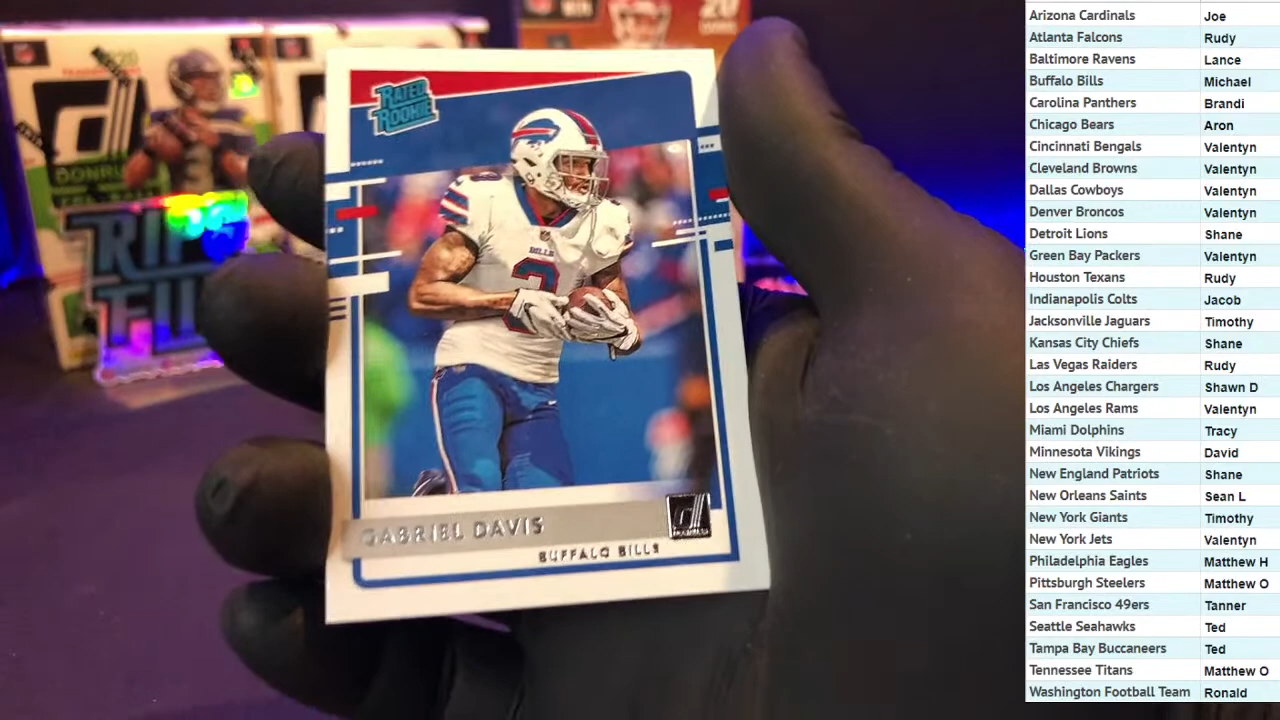 RATED
ROOKIE
BILLS
3
GABRIEL DAVIS
BUFFALO BILLS
DONRUSS
20
Arizona Cardinals Joe
Atlanta Falcons Rudy
Baltimore Ravens Lance
Buffalo Bills Michael
Carolina Panthers Brandi
Chicago Bears Aron
Cincinnati Bengals Valentyn
Cleveland Browns Valentyn
Dallas Cowboys Valentyn
Denver Broncos Valentyn
Detroit Lions Shane
Green Bay Packers Valentyn
Houston Texans Rudy
Indianapolis Colts Jacob
Jacksonville Jaguars Timothy
Kansas City Chiefs Shane
Las Vegas Raiders Rudy
Los Angeles Chargers Shawn D
Los Angeles Rams Valentyn
Miami Dolphins Tracy
Minnesota Vikings David
New England Patriots Shane
New Orleans Saints Sean L
New York Giants Timothy
New York Jets Valentyn
Philadelphia Eagles Matthew H
Pittsburgh Steelers Matthew O
San Francisco 49ers Tanner
Seattle Seahawks Ted
Tampa Bay Buccaneers Ted
Tennessee Titans Matthew O
Washington Football Team Ronald